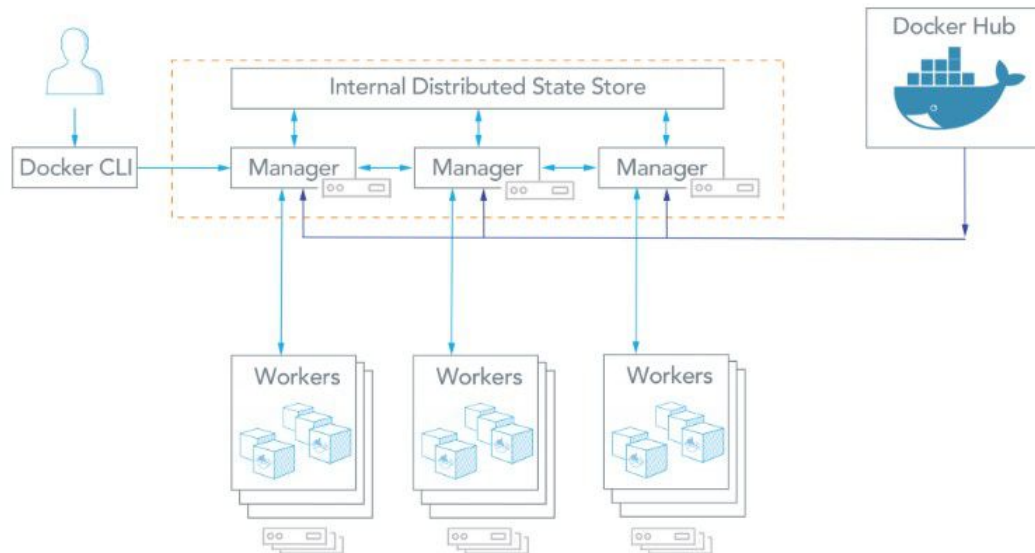 Docker Hub
Internal Distributed State Store
Docker CLI
Manager
Manager
Manager
Workers
Workers
Workers